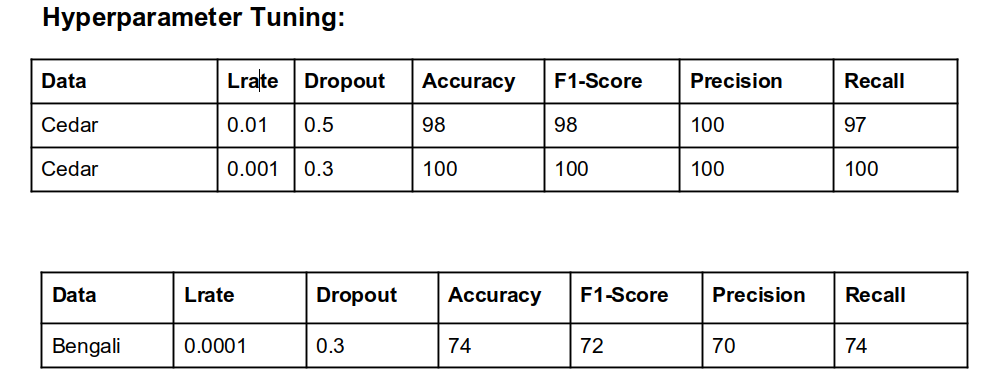 Hyperparameter Tuning:
Data Lrate Dropout Accuracy F1-Score Precision Recall
Cedar 0.01 0.5 98 98 100 97
Cedar 0.001 0.3 100 100 100 100
Data Lrate Dropout Accuracy F1-Score Precision Recall
Bengali 0.0001 0.3 74 72 70 74